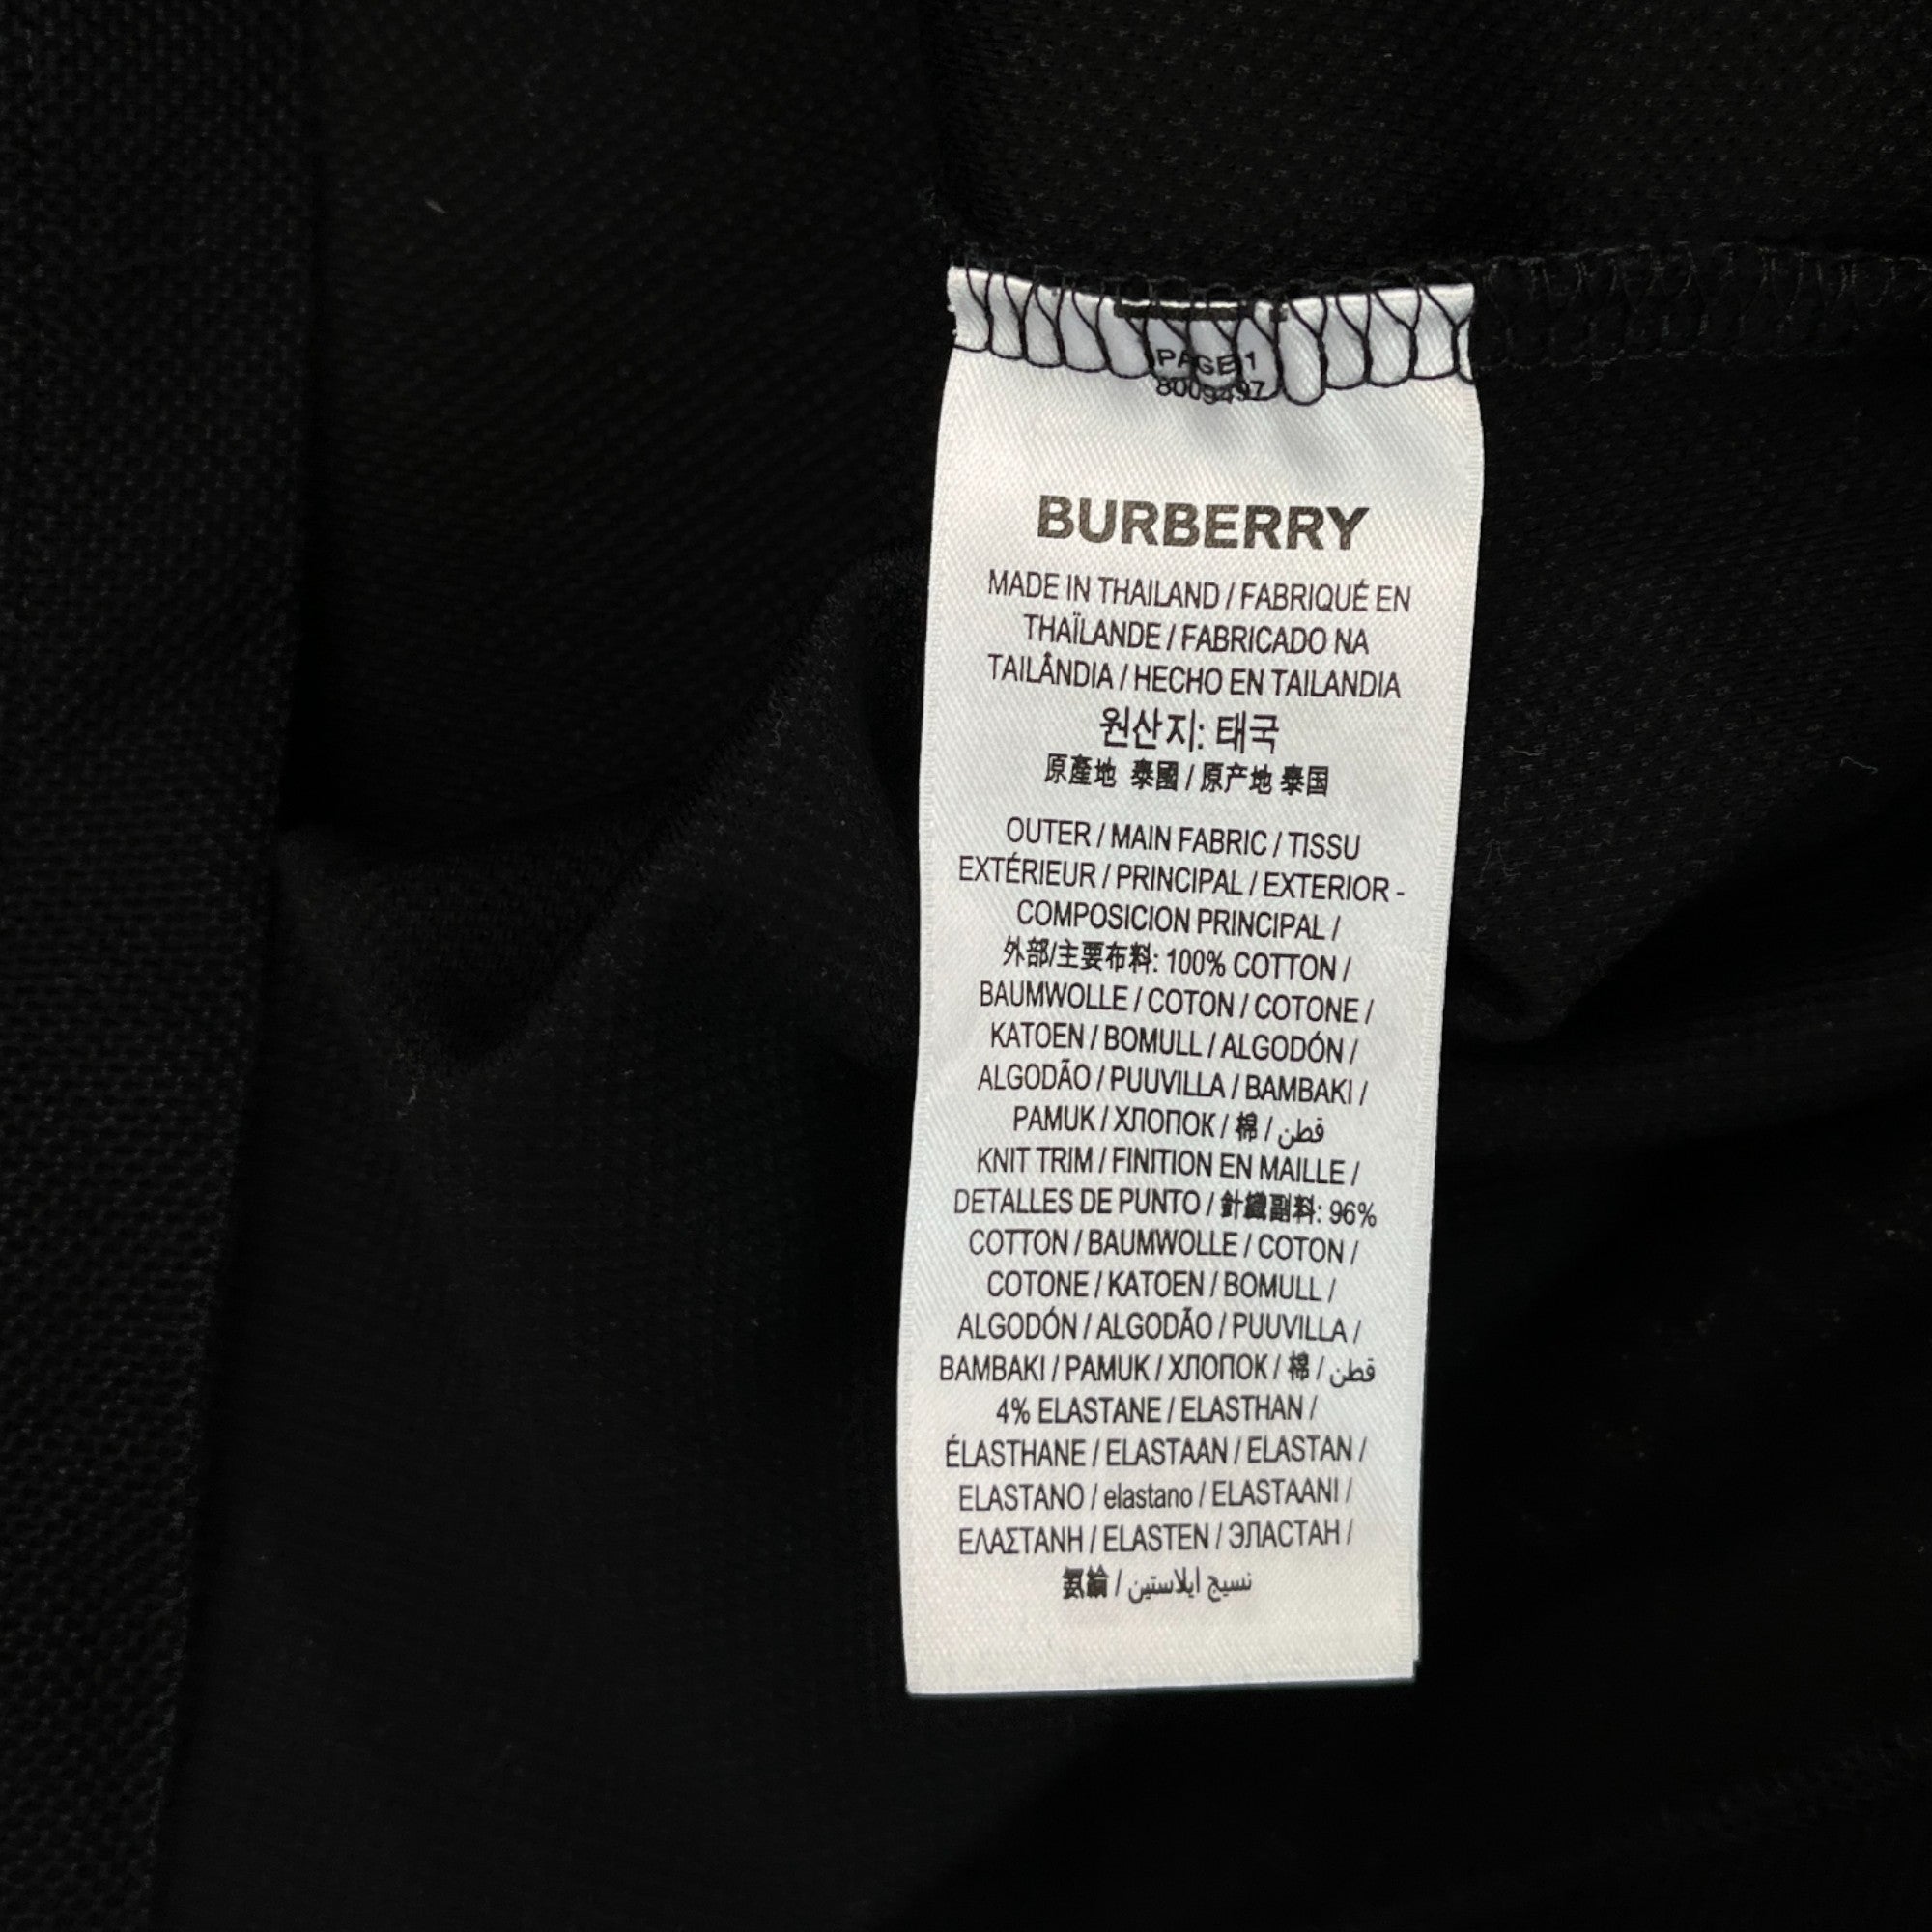 PAGE 1
8009497
BURBERRY
MADE IN THAILAND / FABRIQUÉ EN
THAÏLANDE / FABRICADO NA
TAILÂNDIA / HECHO EN TAILANDIA
원산지: 태국
原產地 泰國 / 原产地 泰国
OUTER / MAIN FABRIC / TISSU
EXTÉRIEUR / PRINCIPAL / EXTERIOR -
COMPOSICION PRINCIPAL /
外部/主要布料: 100% COTTON /
BAUMWOLLE / COTON / COTONE /
KATOEN / BOMULL / ALGODÓN /
ALGODÃO / PUUVILLA / BAMBAKI /
PAMUK / ХЛОПОК / 棉 / قطن
KNIT TRIM / FINITION EN MAILLE /
DETALLES DE PUNTO / 針織副料: 96%
COTTON / BAUMWOLLE / COTON /
COTONE / KATOEN / BOMULL /
ALGODÓN / ALGODÃO / PUUVILLA /
BAMBAKI / PAMUK / ХЛОПОК / 棉 / قطن
4% ELASTANE / ELASTHAN /
ÉLASTHANE / ELASTAAN / ELASTAN /
ELASTANO / elastano / ELASTAANI /
ΕΛΑΣΤΑΝΗ / ELASTEN / ЭЛАСТАН /
氨綸 / نسيج ايلاستين